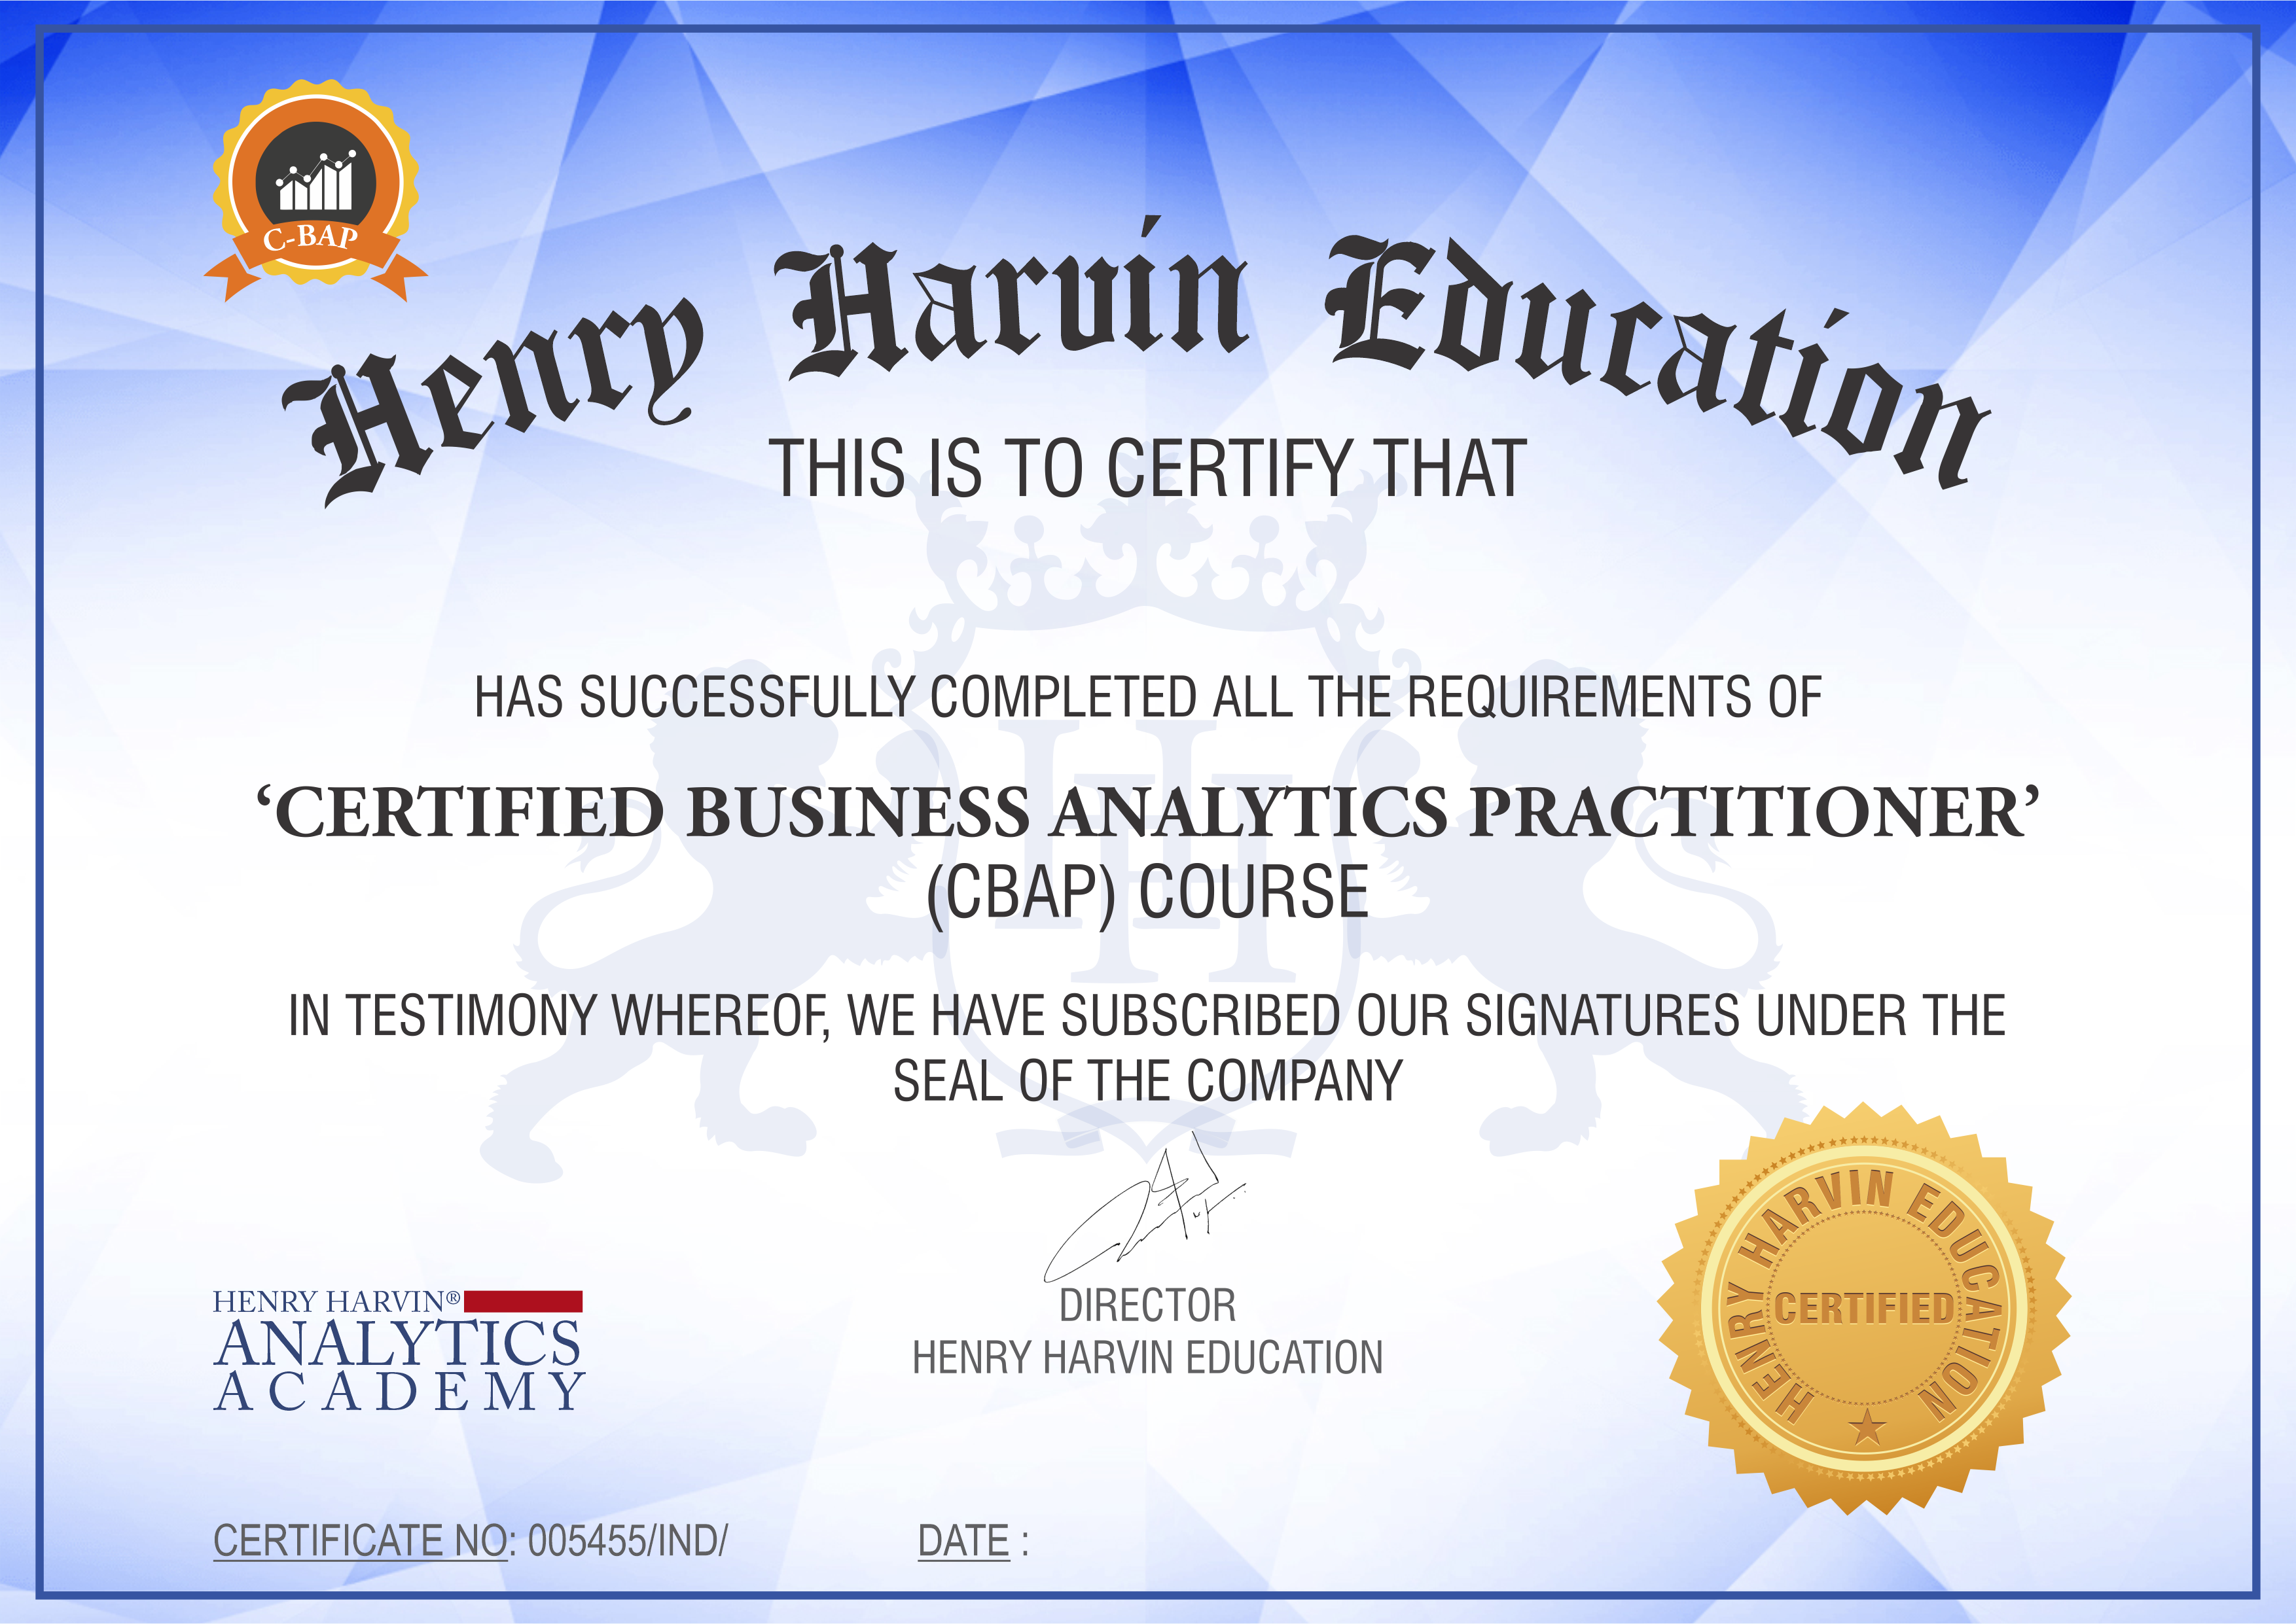 C-BAP
Henry Harvin Education
THIS IS TO CERTIFY THAT
HAS SUCCESSFULLY COMPLETED ALL THE REQUIREMENTS OF
‘CERTIFIED BUSINESS ANALYTICS PRACTITIONER’
(CBAP) COURSE
IN TESTIMONY WHEREOF, WE HAVE SUBSCRIBED OUR SIGNATURES UNDER THE
SEAL OF THE COMPANY
DIRECTOR
HENRY HARVIN EDUCATION
HENRY HARVIN®
ANALYTICS
ACADEMY
HENRY HARVIN EDUCATION
CERTIFIED
CERTIFICATE NO: 005455/IND/
DATE :